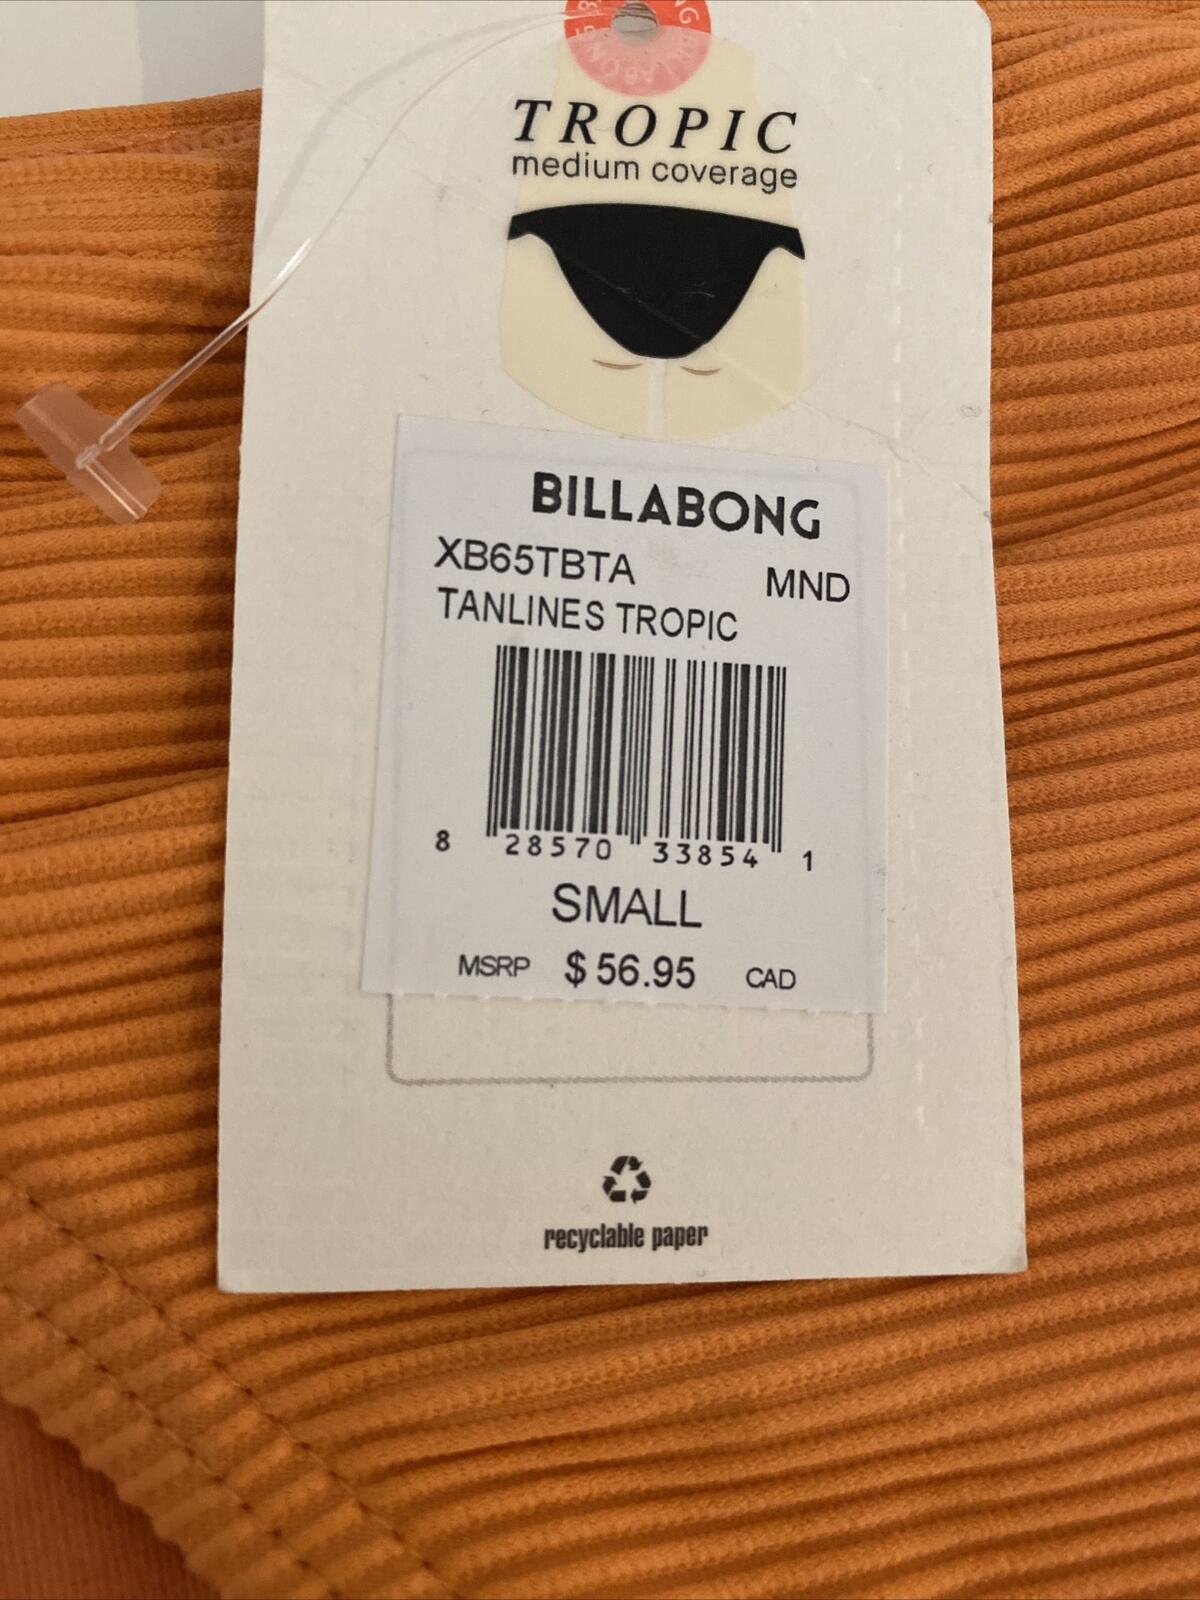 BILLABONG
TROPIC
medium coverage
BILLABONG
XB65TBTA
MND
TANLINES TROPIC
8 28570 33854 1
SMALL
MSRP $ 56.95 CAD
recyclable paper